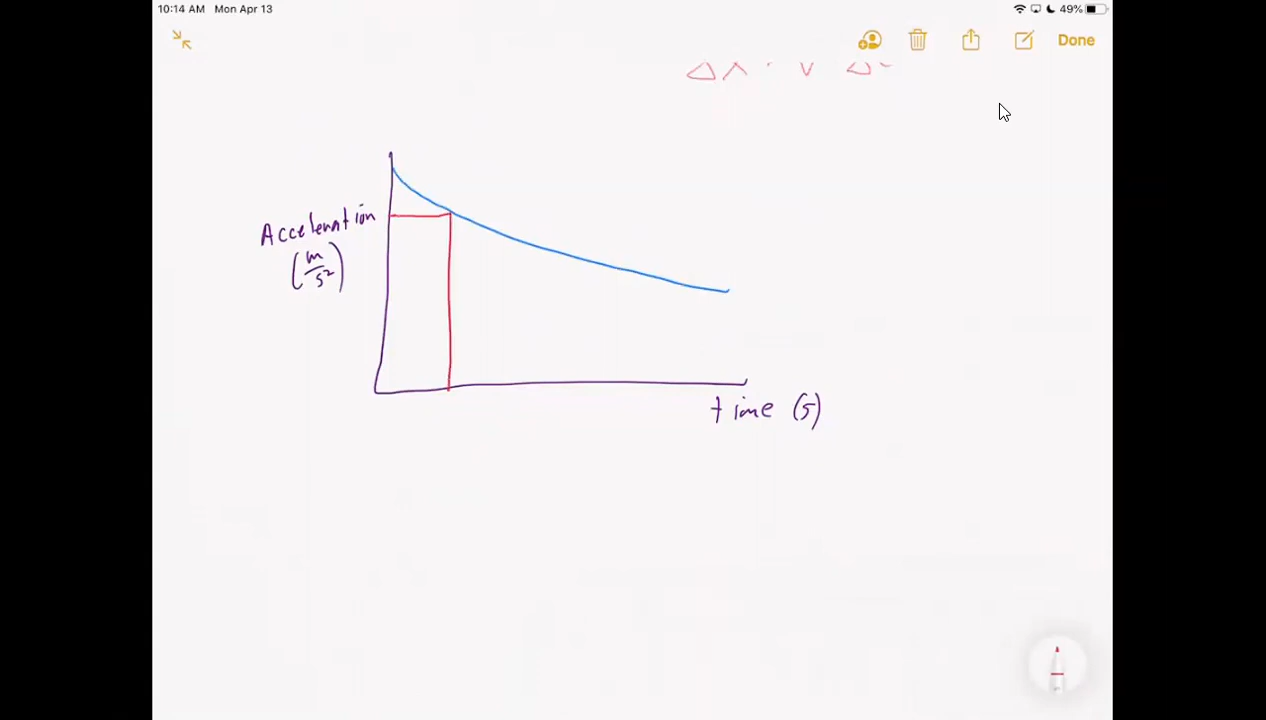 10:14 AM Mon Apr 13
49%
Done
Acceleration
(m/s²)
time (s)